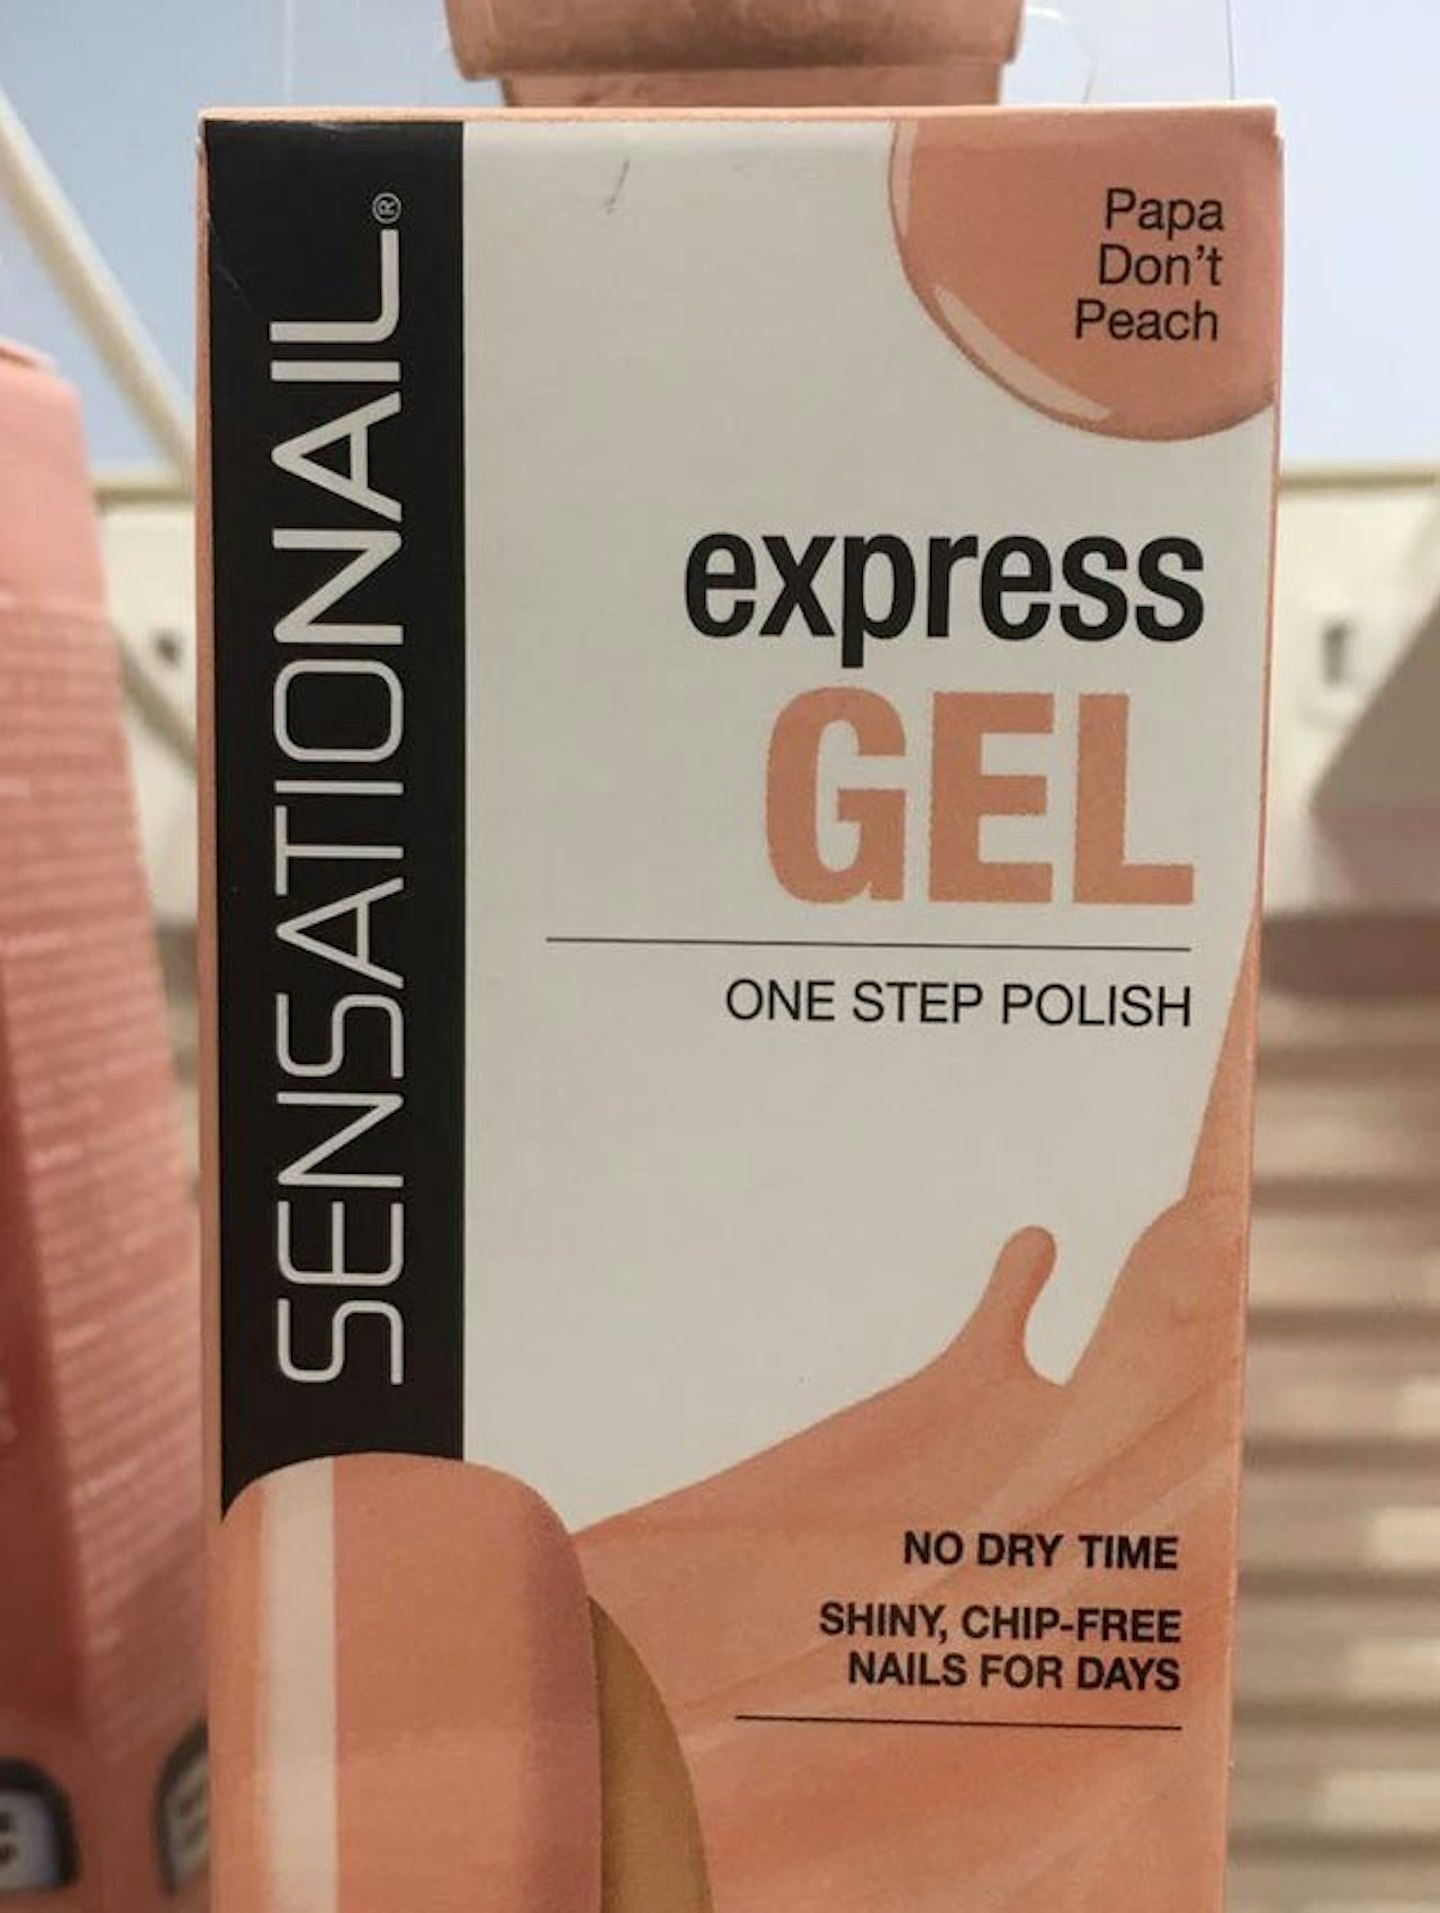 SENSATIONAIL®
Papa
Don't
Peach
express
GEL
ONE STEP POLISH
NO DRY TIME
SHINY, CHIP-FREE
NAILS FOR DAYS